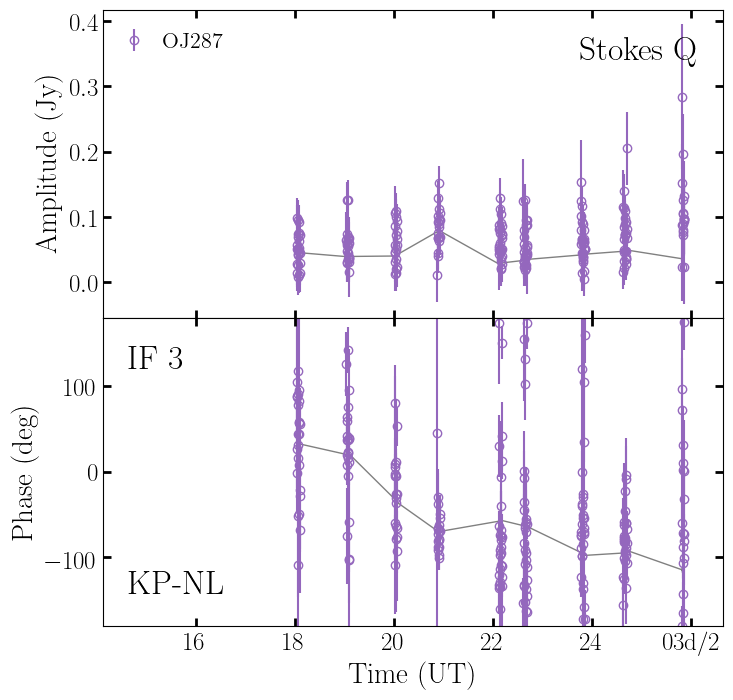 0.4
OJ287
Stokes Q
0.3
0.2
0.1
0.0
Amplitude (Jy)
IF 3
100
0
−100
Phase (deg)
KP-NL
16 18 20 22 24 03d/2
Time (UT)